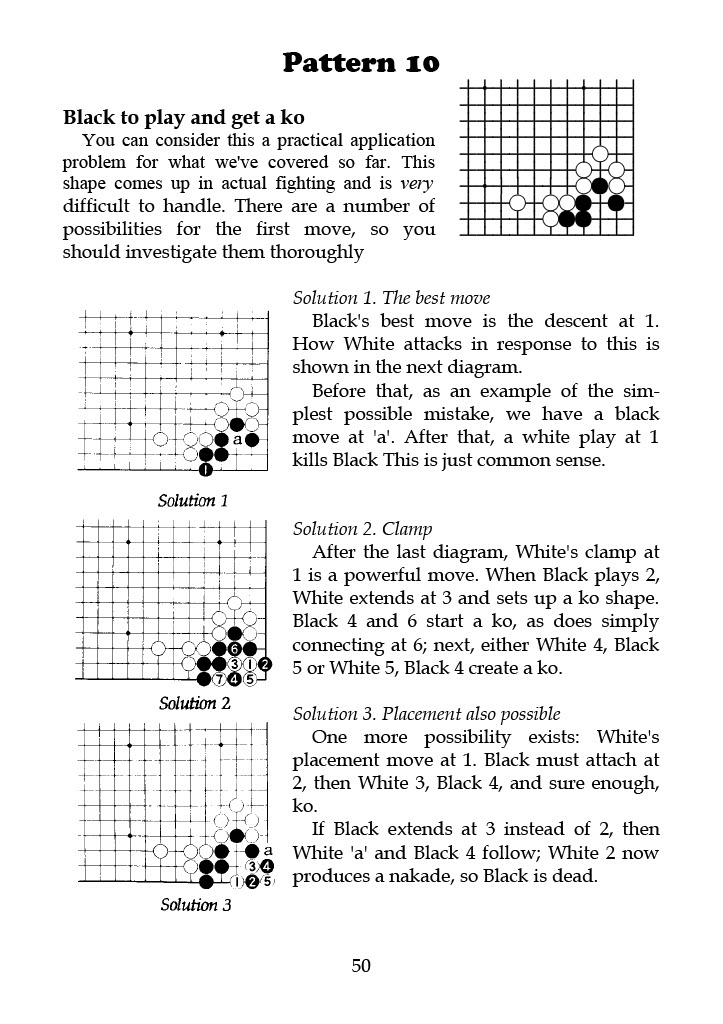 Pattern 10
Black to play and get a ko
You can consider this a practical application
problem for what we've covered so far. This
shape comes up in actual fighting and is very
difficult to handle. There are a number of
possibilities for the first move, so you
should investigate them thoroughly
Solution 1. The best move
Black's best move is the descent at 1.
How White attacks in response to this is
shown in the next diagram.
Before that, as an example of the sim-
plest possible mistake, we have a black
move at 'a'. After that, a white play at 1
kills Black This is just common sense.
a
1
Solution 1
Solution 2. Clamp
After the last diagram, White's clamp at
1 is a powerful move. When Black plays 2,
White extends at 3 and sets up a ko shape.
Black 4 and 6 start a ko, as does simply
connecting at 6; next, either White 4, Black
5 or White 5, Black 4 create a ko.
6
3 1 2
7 4 5
Solution 2
Solution 3. Placement also possible
One more possibility exists: White's
placement move at 1. Black must attach at
2, then White 3, Black 4, and sure enough,
ko.
If Black extends at 3 instead of 2, then
White 'a' and Black 4 follow; White 2 now
produces a nakade, so Black is dead.
a
3 4
1 2 5
Solution 3
50